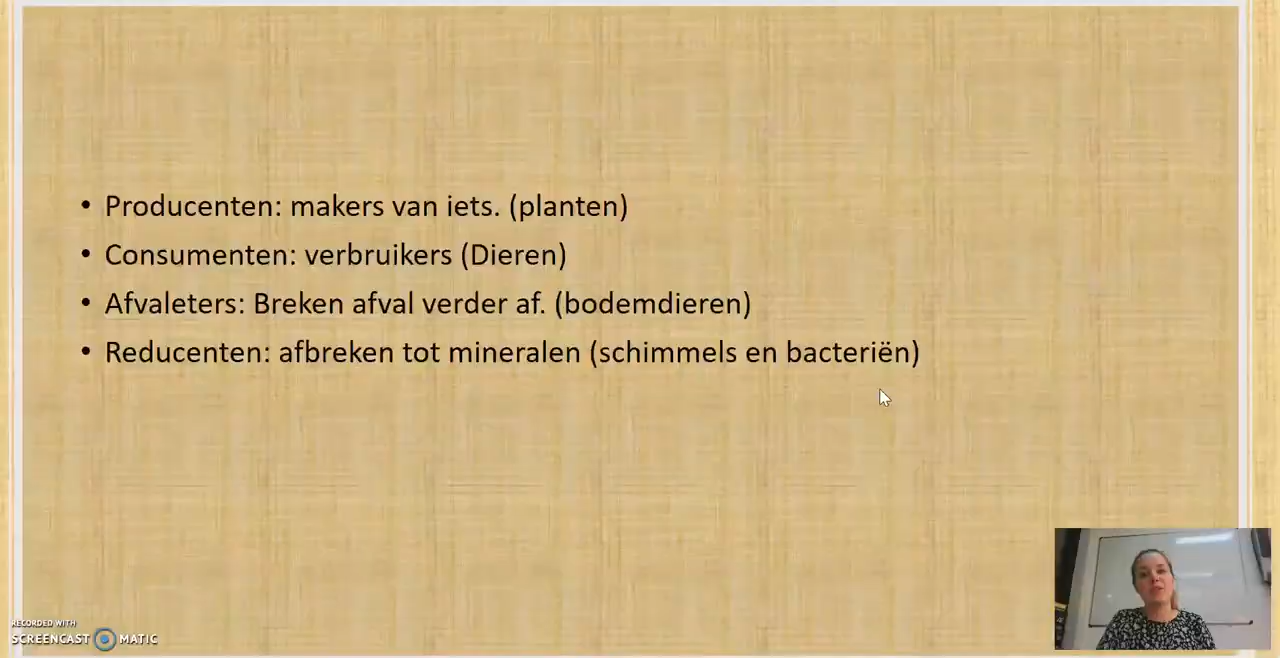 • Producenten: makers van iets. (planten)
• Consumenten: verbruikers (Dieren)
• Afvaleters: Breken afval verder af. (bodemdieren)
• Reducenten: afbreken tot mineralen (schimmels en bacteriën)
RECORDED WITH
SCREENCAST MATIC